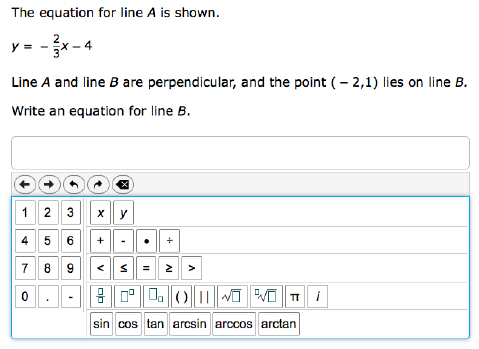 The equation for line A is shown.
y = - 2/3 x - 4
Line A and line B are perpendicular, and the point ( - 2,1) lies on line B.
Write an equation for line B.
1 2 3 x y
4 5 6 + - • ÷
7 8 9 < ≤ = ≥ >
0 . - ( ) | | √ √ π i
sin cos tan arcsin arccos arctan